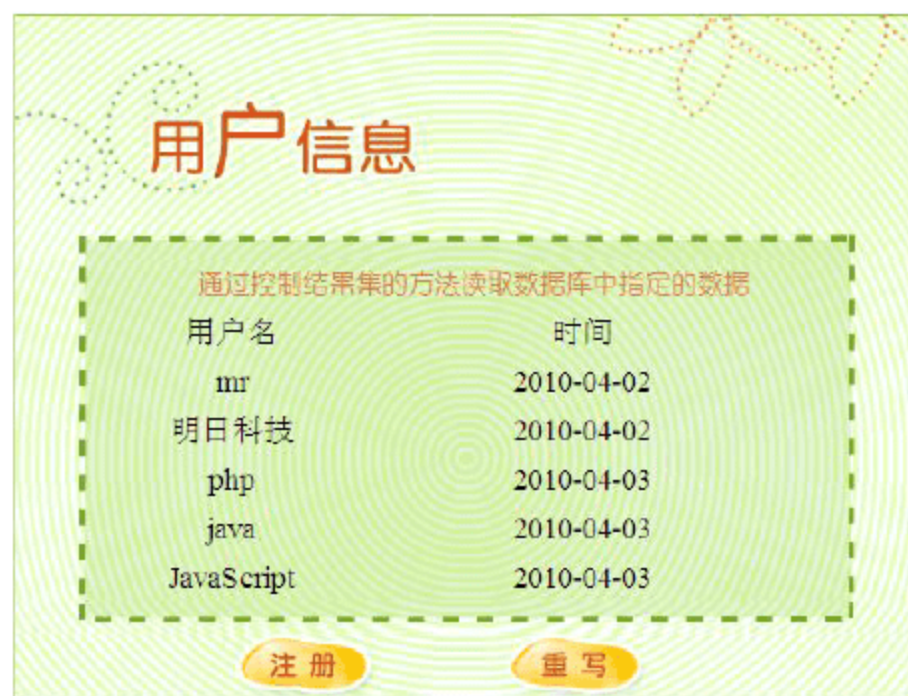 用户信息
通过控制结果集的方法读取数据库中指定的数据
用户名 时间
mr 2010-04-02
明日科技 2010-04-02
php 2010-04-03
java 2010-04-03
JavaScript 2010-04-03
注 册 重 写